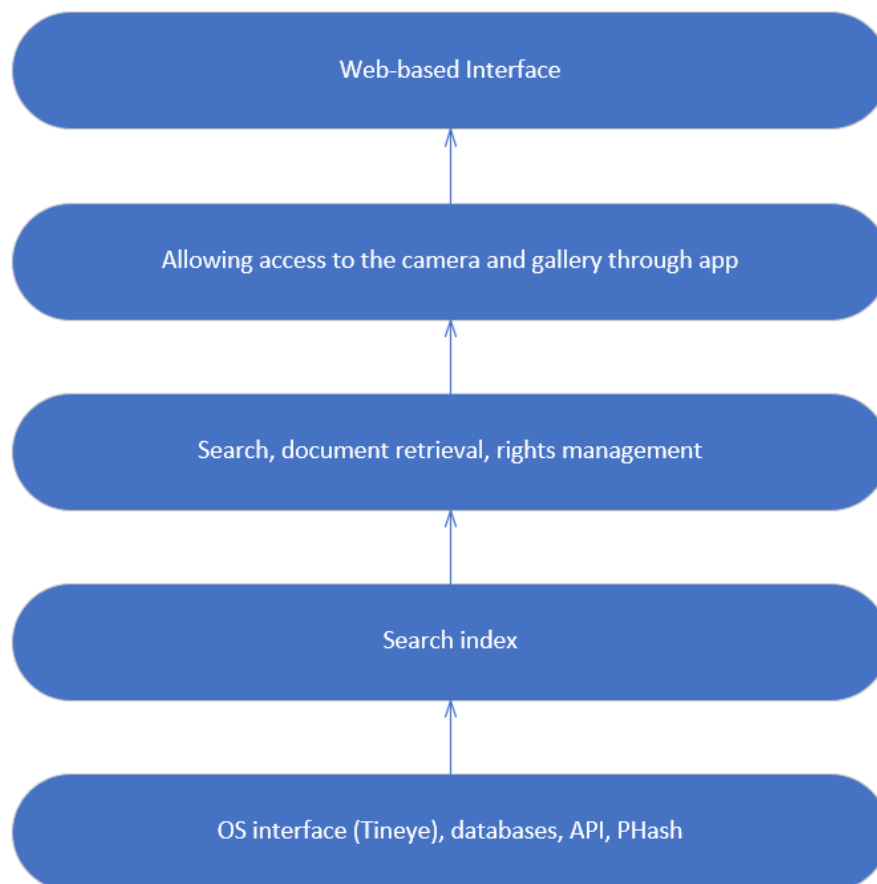 Web-based Interface
Allowing access to the camera and gallery through app
Search, document retrieval, rights management
Search index
OS interface (Tineye), databases, API, PHash